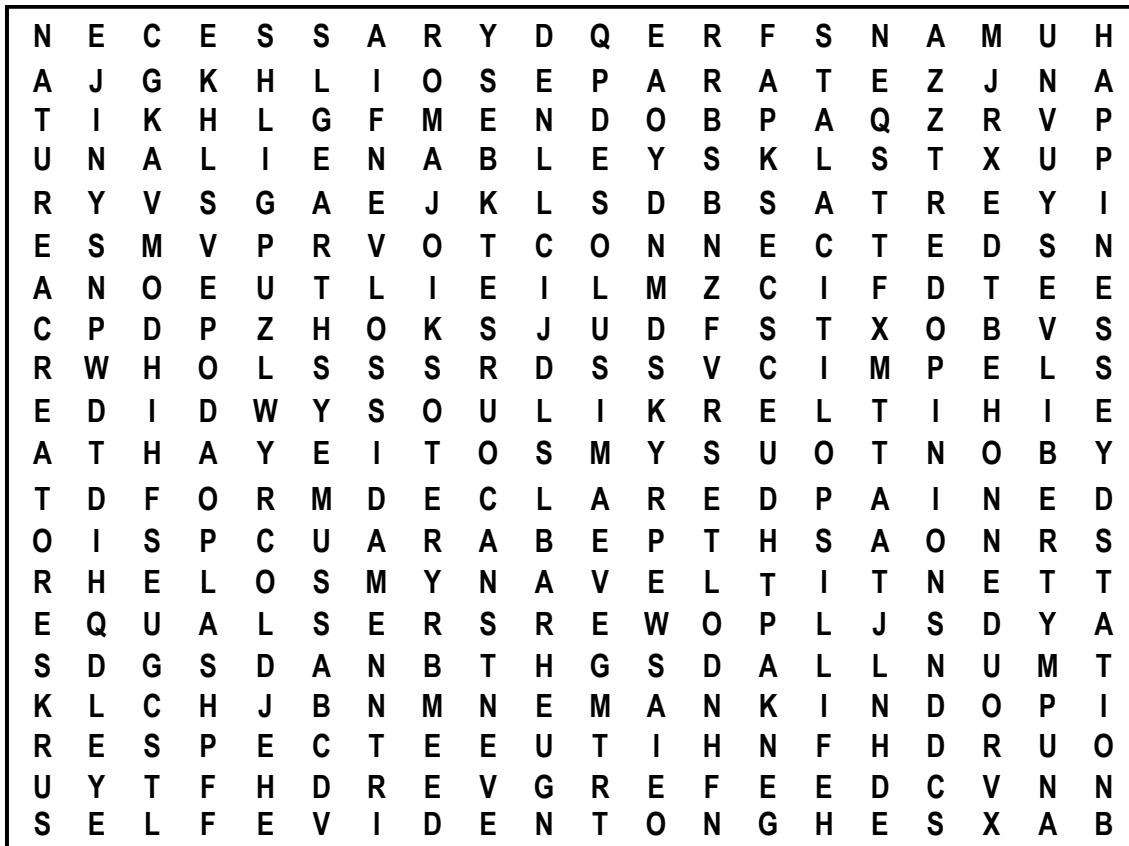 N E C E S S A R Y D Q E R F S N A M U H
A J G K H L I O S E P A R A T E Z J N A
T I K H L G F M E N D O B P A Q Z R V P
U N A L I E N A B L E Y S K L S T X U P
R Y V S G A E J K L S D B S A T R E Y I
E S M V P R V O T C O N N E C T E D S N
A N O E U T L I E I L M Z C I F D T E E
C P D P Z H O K S J U D F S T X O B V S
R W H O L S S S R D S S V C I M P E L S
E D I D W Y S O U L I K R E L T I H I E
A T H A Y E I T O S M Y S U O T N O B Y
T D F O R M D E C L A R E D P A I N E D
O I S P C U A R A B E P T H S A O N R S
R H E L O S M Y N A V E L T I T N E T T
E Q U A L S E R S R E W O P L J S D Y A
S D G S D A N B T H G S D A L L N U M T
K L C H J B N M N E M A N K I N D O P I
R E S P E C T E E U T I H N F H D R U O
U Y T F H D R E V G R E F E E D C V N N
S E L F E V I D E N T O N G H E S X A B